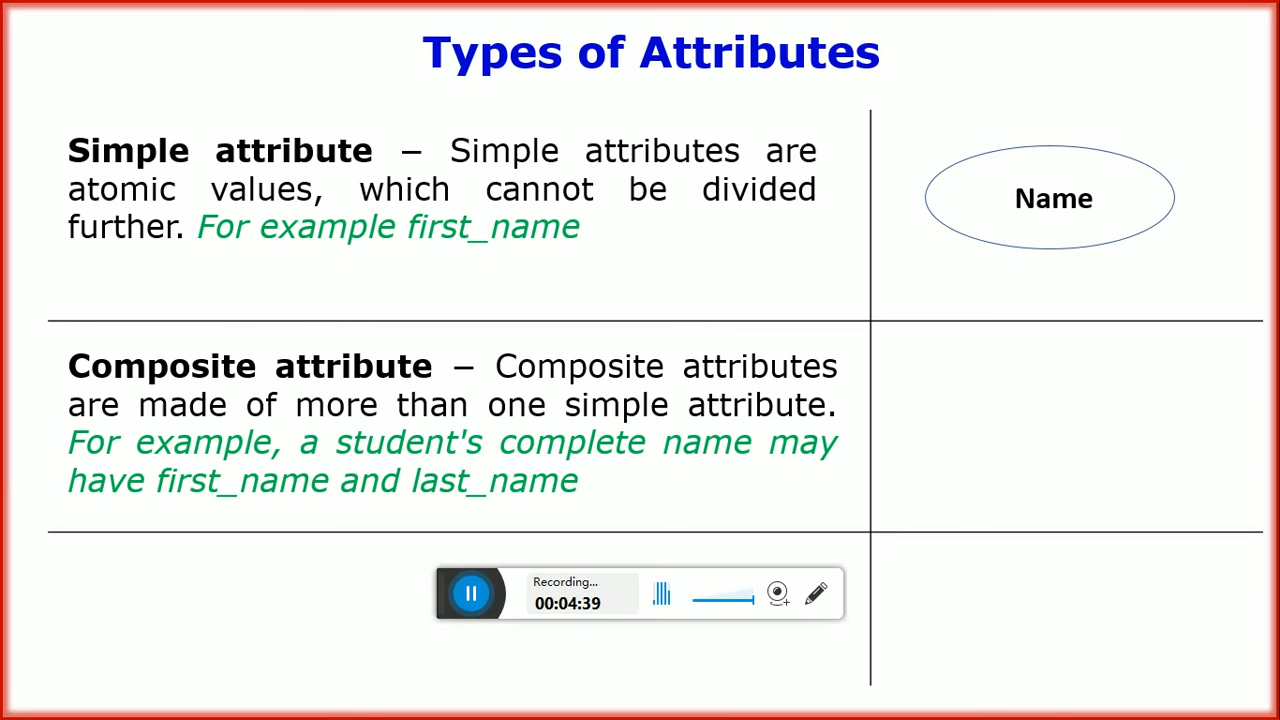 Types of Attributes
Simple attribute – Simple attributes are
atomic values, which cannot be divided
further. For example first_name
Name
Composite attribute – Composite attributes
are made of more than one simple attribute.
For example, a student's complete name may
have first_name and last_name
Recording...
00:04:39